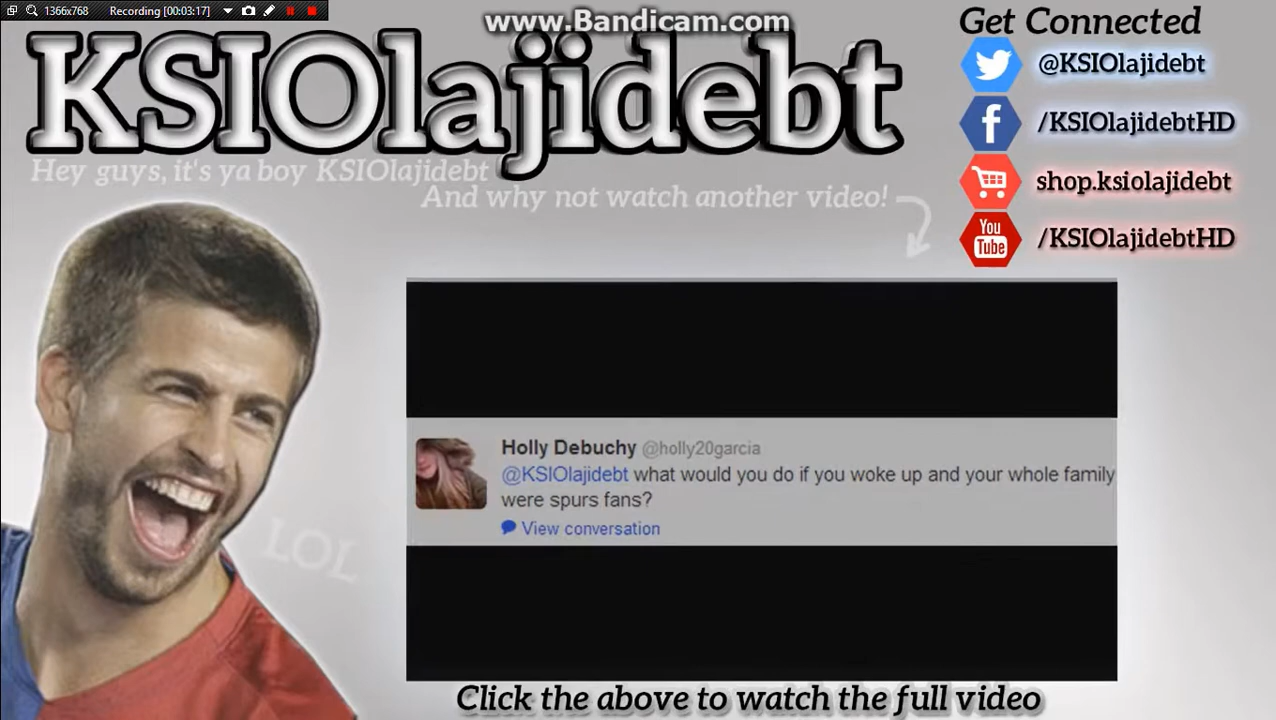 1366x768 Recording [00:03:17]
www.Bandicam.com
KSIOlajidebt
Hey guys, it's ya boy KSIOlajidebt
And why not watch another video!
Get Connected
@KSIOlajidebt
f /KSIOlajidebtHD
shop.ksiolajidebt
You Tube /KSIOlajidebtHD
LOL
Holly Debuchy @holly20garcia
@KSIOlajidebt what would you do if you woke up and your whole family
were spurs fans?
View conversation
Click the above to watch the full video